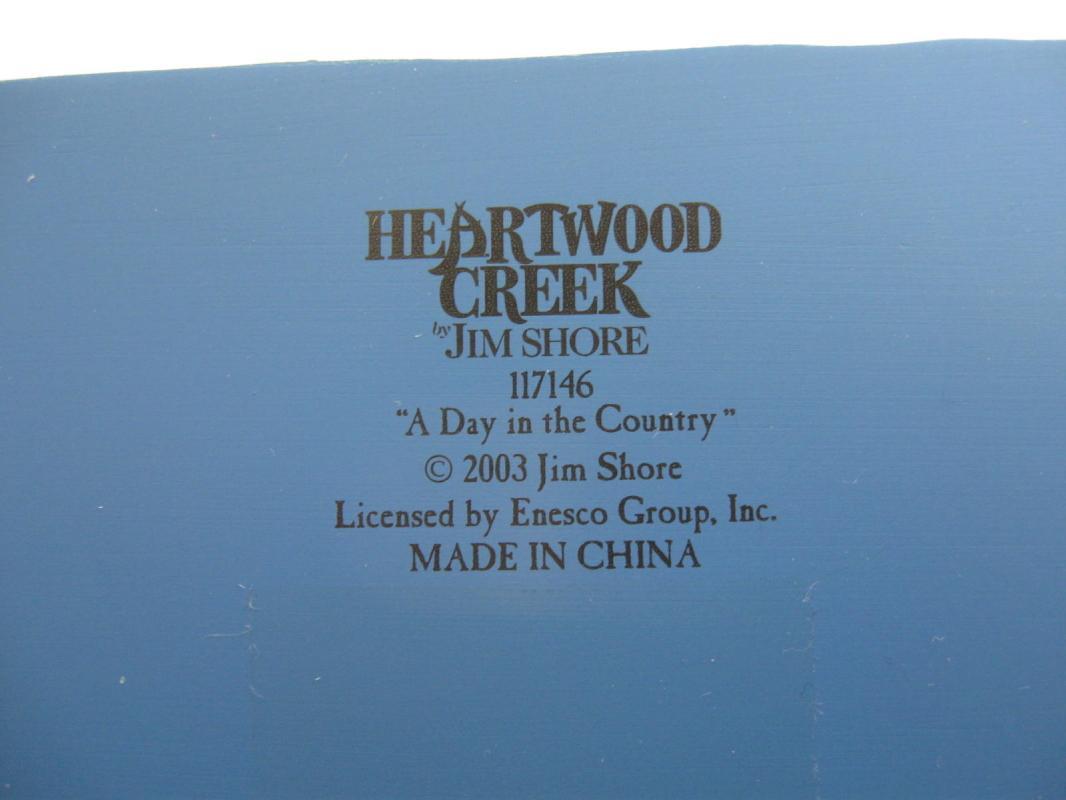 HEARTWOOD
CREEK
by JIM SHORE
117146
“A Day in the Country”
© 2003 Jim Shore
Licensed by Enesco Group, Inc.
MADE IN CHINA